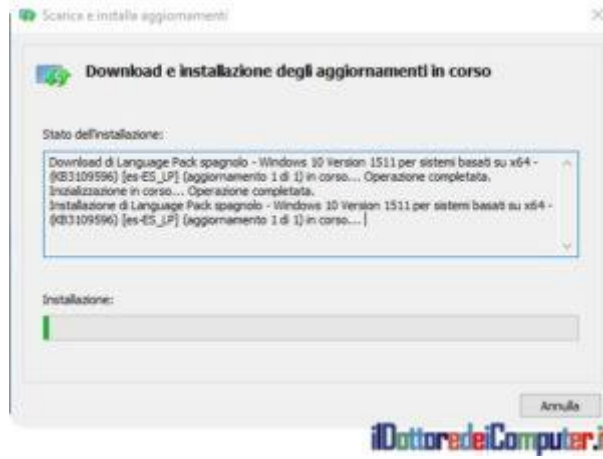 Scarica e installa aggiornamenti
Download e installazione degli aggiornamenti in corso
Stato dell'installazione:
Download di Language Pack spagnolo - Windows 10 Version 1511 per sistemi basati su x64 -
(KB3109596) [es-ES_LP] (aggiornamento 1 di 1) in corso... Operazione completata.
Inizializzazione in corso... Operazione completata.
Installazione di Language Pack spagnolo - Windows 10 Version 1511 per sistemi basati su x64 -
(KB3109596) [es-ES_LP] (aggiornamento 1 di 1) in corso...
Installazione:
Annulla
ilDottoredeiComputer.i